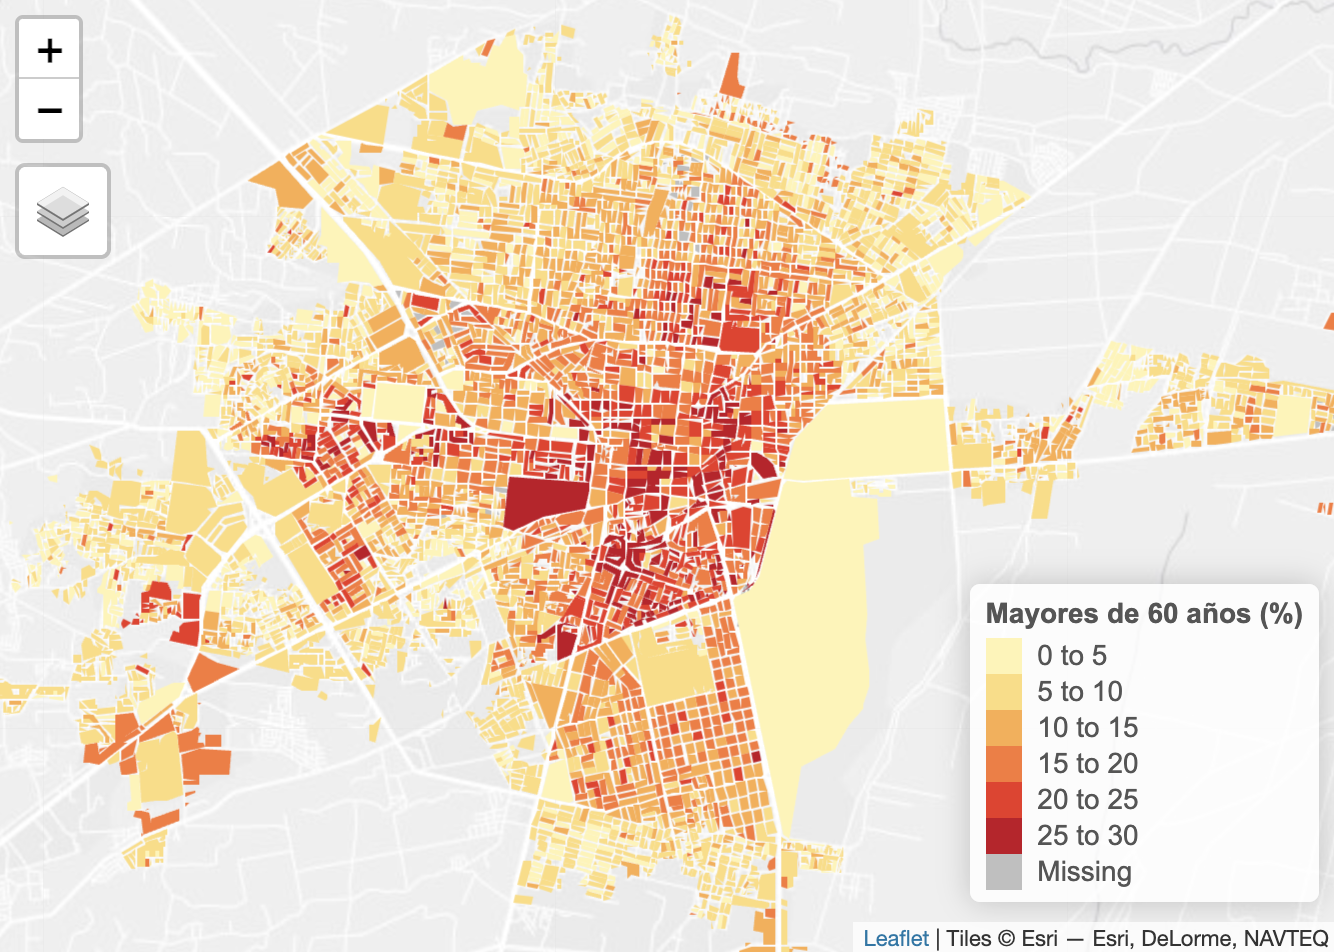 +
−
Mayores de 60 años (%)
0 to 5
5 to 10
10 to 15
15 to 20
20 to 25
25 to 30
Missing
Leaflet | Tiles © Esri — Esri, DeLorme, NAVTEQ